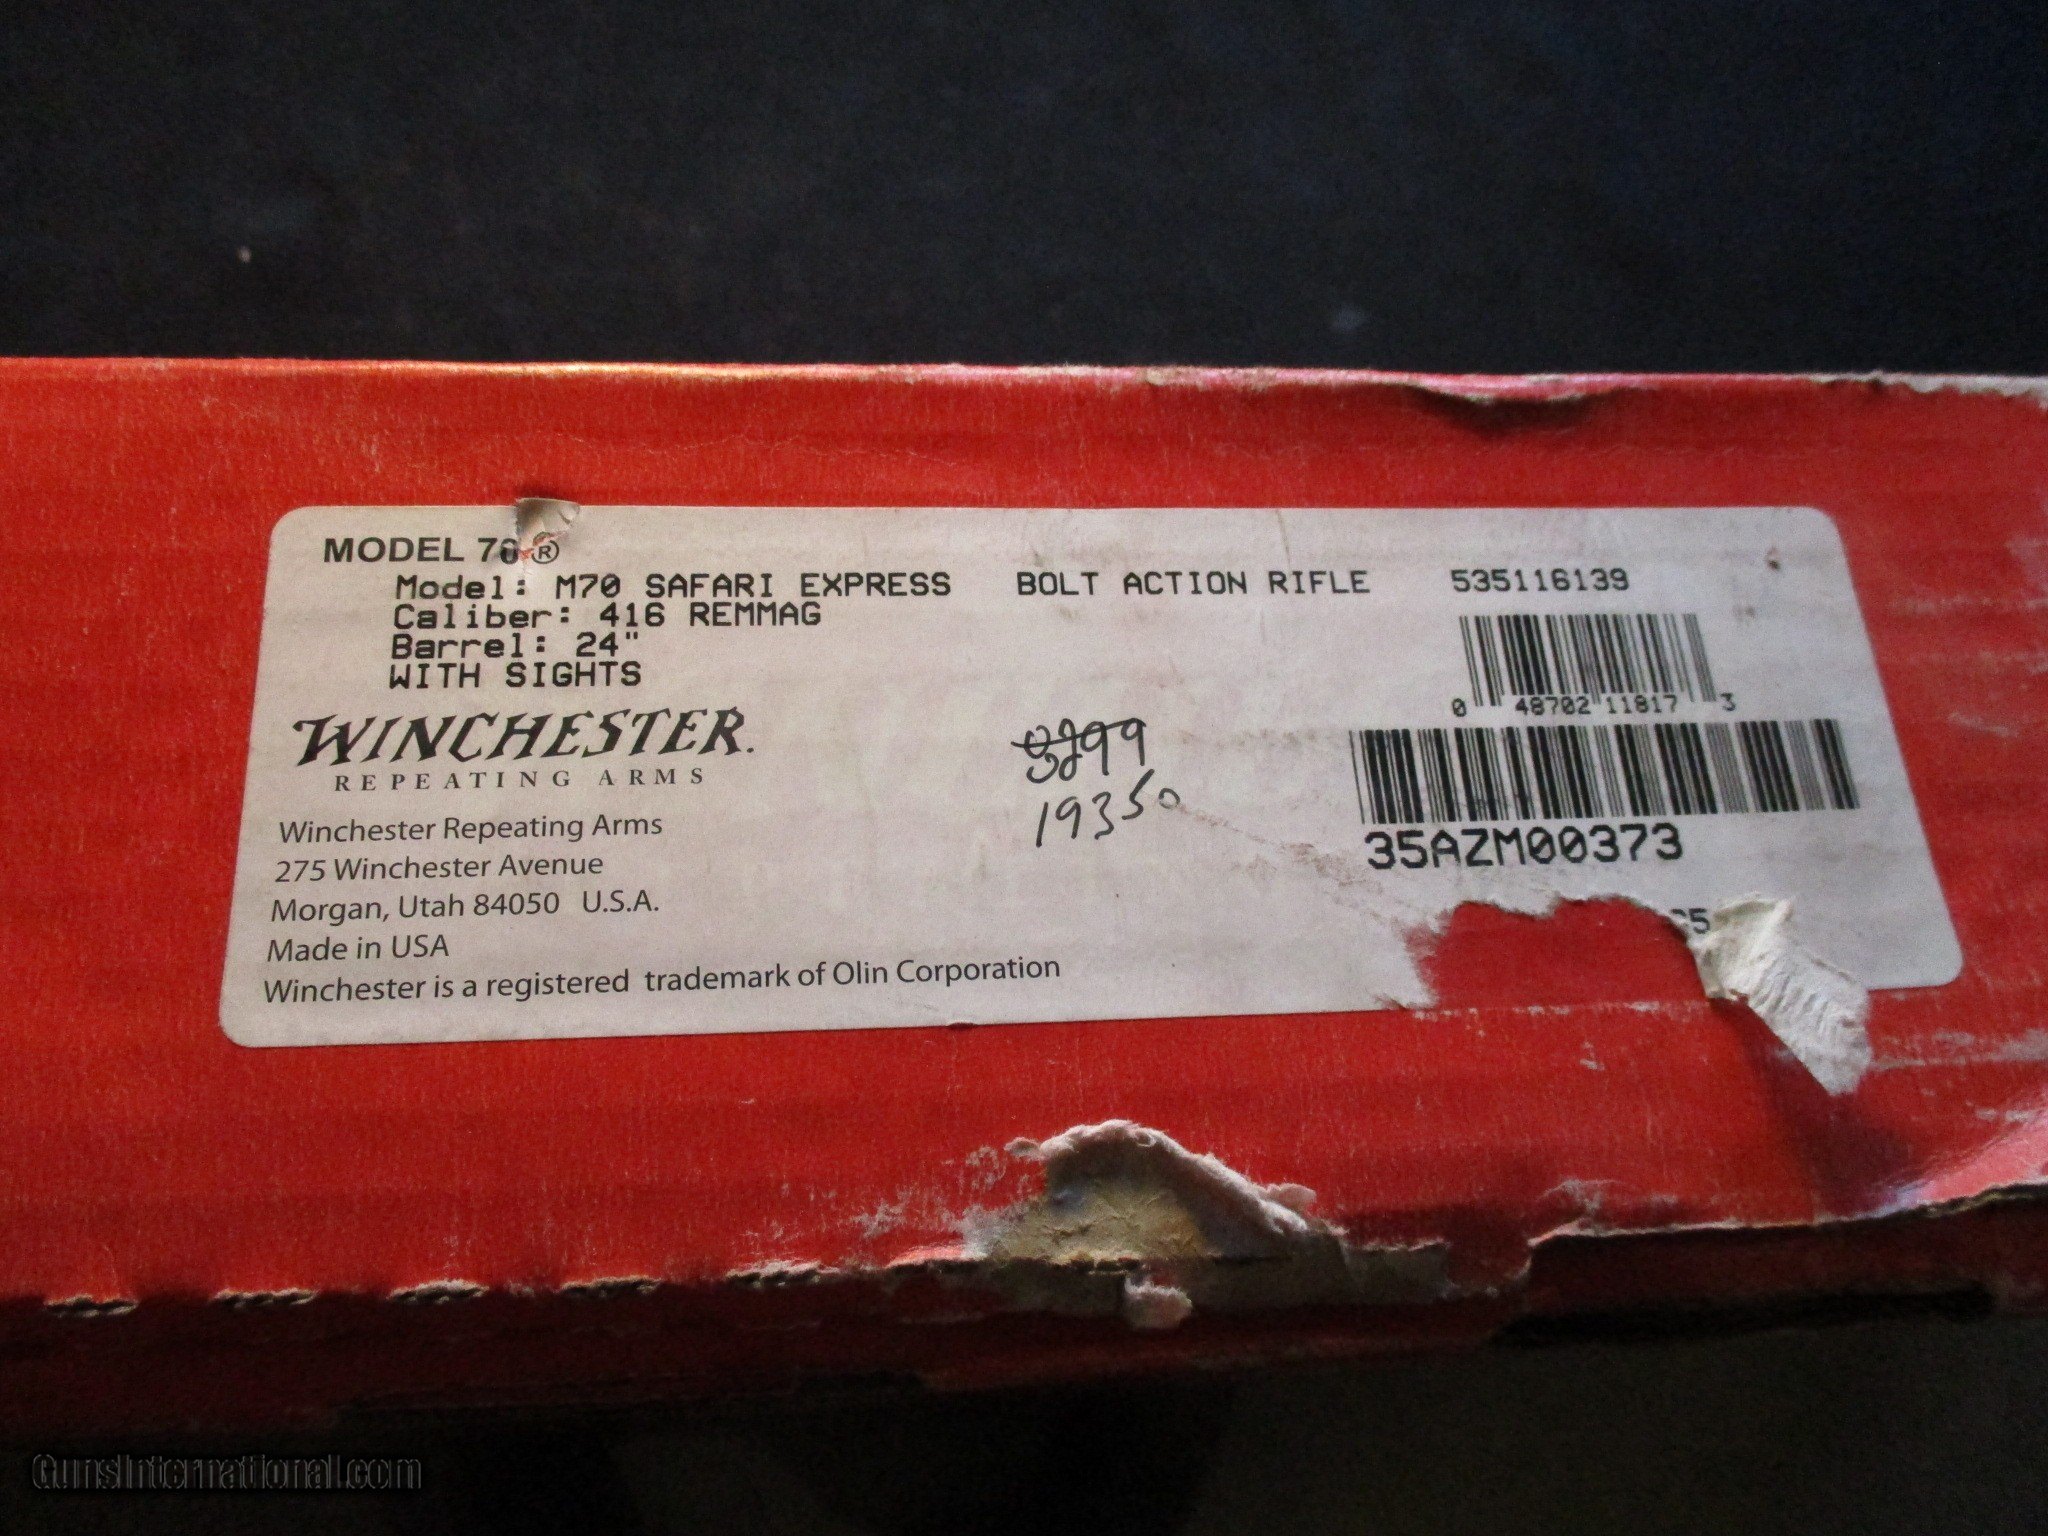 MODEL 70®
Model: M70 SAFARI EXPRESS BOLT ACTION RIFLE 535116139
Caliber: 416 REMMAG
Barrel: 24"
WITH SIGHTS
0 48702 11817 3
WINCHESTER.
REPEATING ARMS
19350
35AZM00373
Winchester Repeating Arms
275 Winchester Avenue
Morgan, Utah 84050 U.S.A.
Made in USA
Winchester is a registered trademark of Olin Corporation
GunsInternational.com